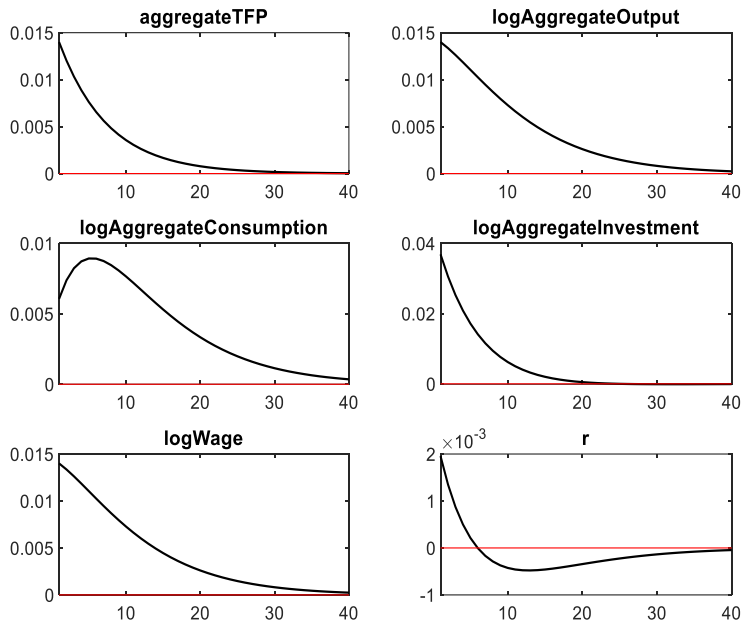 aggregateTFP
0.015
0.01
0.005
0
10 20 30 40
logAggregateOutput
0.015
0.01
0.005
0
10 20 30 40
logAggregateConsumption
0.01
0.005
0
10 20 30 40
logAggregateInvestment
0.04
0.02
0
10 20 30 40
logWage
0.015
0.01
0.005
0
10 20 30 40
r
×10⁻³
2
1
0
-1
10 20 30 40